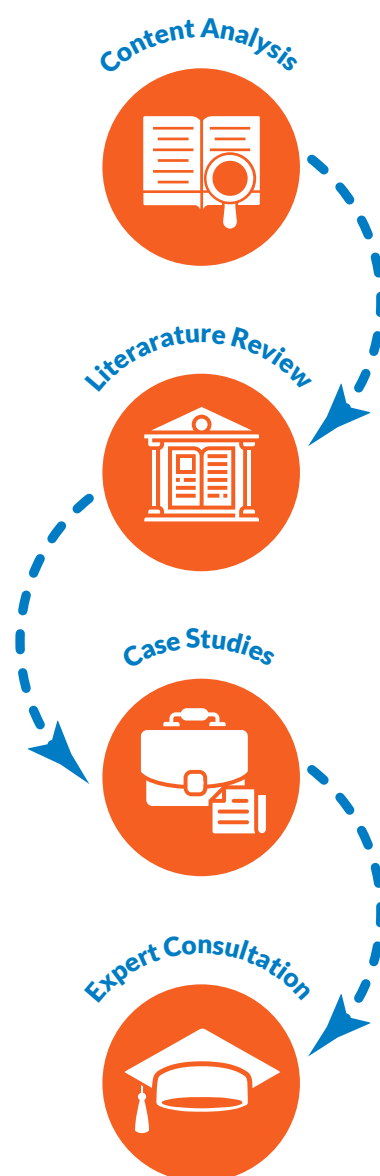 Content Analysis
Literarature Review
Case Studies
Expert Consultation